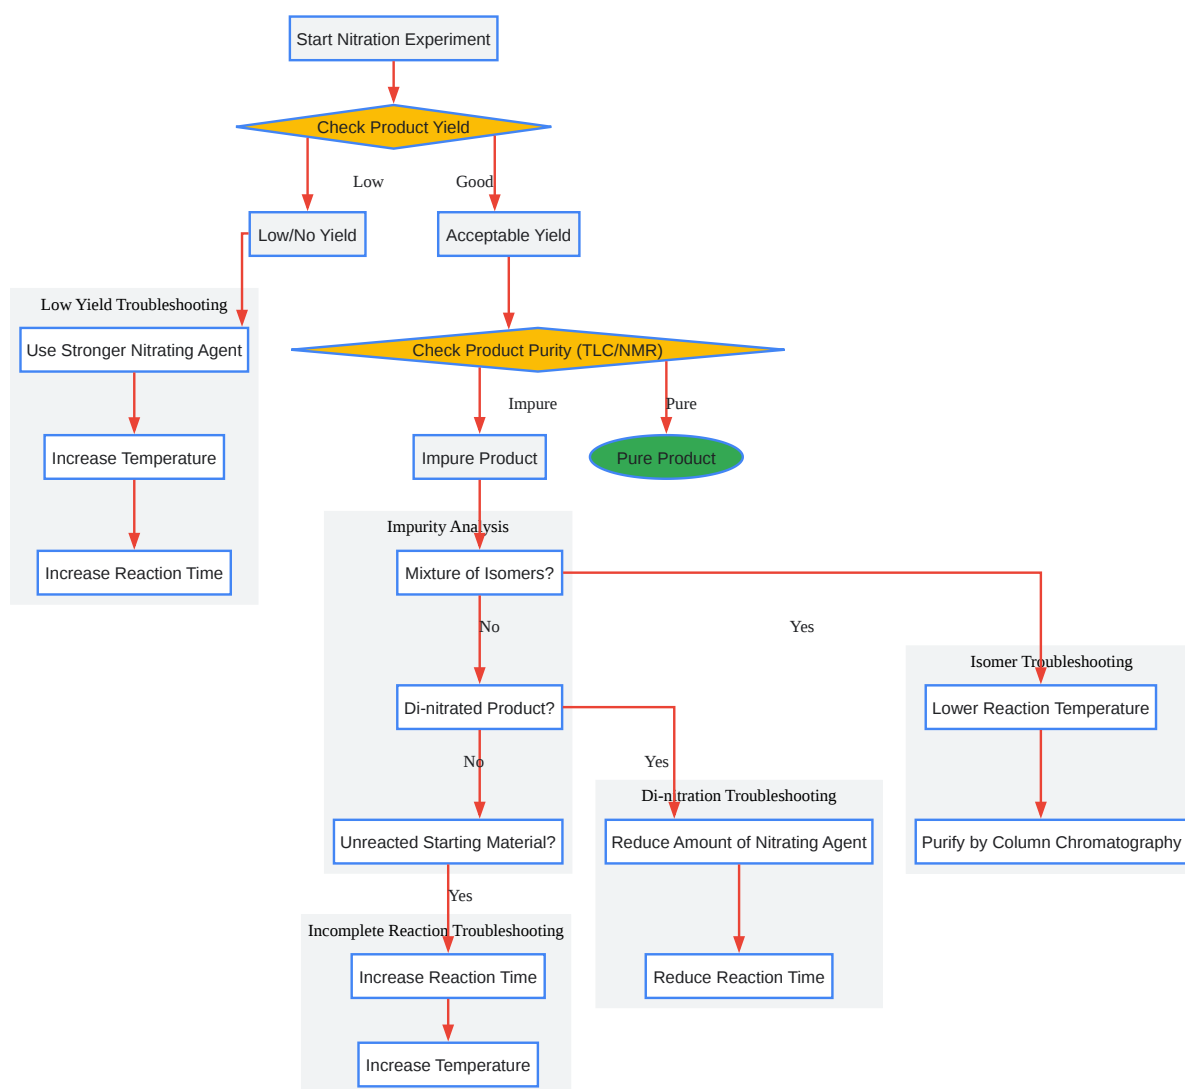 Start Nitration Experiment
Check Product Yield
Low
Good
Low/No Yield
Acceptable Yield
Low Yield Troubleshooting
Use Stronger Nitrating Agent
Check Product Purity (TLC/NMR)
Impure
Pure
Increase Temperature
Impure Product
Pure Product
Impurity Analysis
Increase Reaction Time
Mixture of Isomers?
No
Yes
Isomer Troubleshooting
Di-nitrated Product?
Lower Reaction Temperature
No
Yes
Di-nitration Troubleshooting
Unreacted Starting Material?
Reduce Amount of Nitrating Agent
Purify by Column Chromatography
Yes
Incomplete Reaction Troubleshooting
Increase Reaction Time
Reduce Reaction Time
Increase Temperature